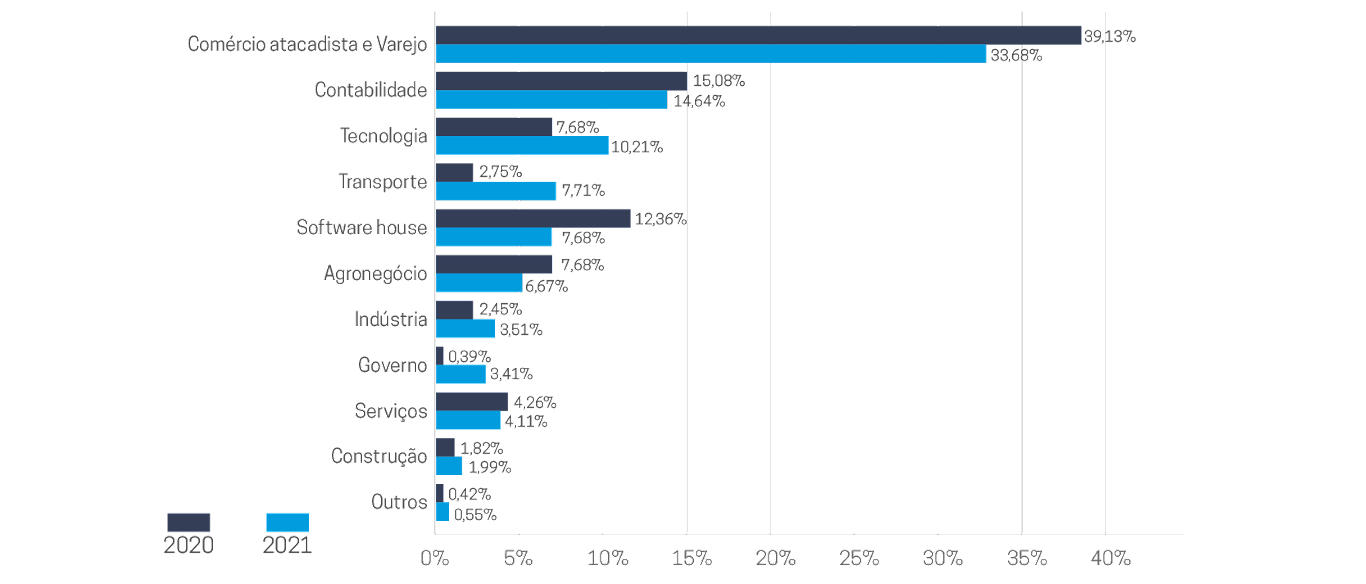 Comércio atacadista e Varejo
39,13%
33,68%
Contabilidade
15,08%
14,64%
Tecnologia
7,68%
10,21%
Transporte
2,75%
7,71%
Software house
12,36%
7,68%
Agronegócio
7,68%
6,67%
Indústria
2,45%
3,51%
Governo
0,39%
3,41%
Serviços
4,26%
4,11%
Construção
1,82%
1,99%
Outros
0,42%
0,55%
2020 2021
0% 5% 10% 15% 20% 25% 30% 35% 40%